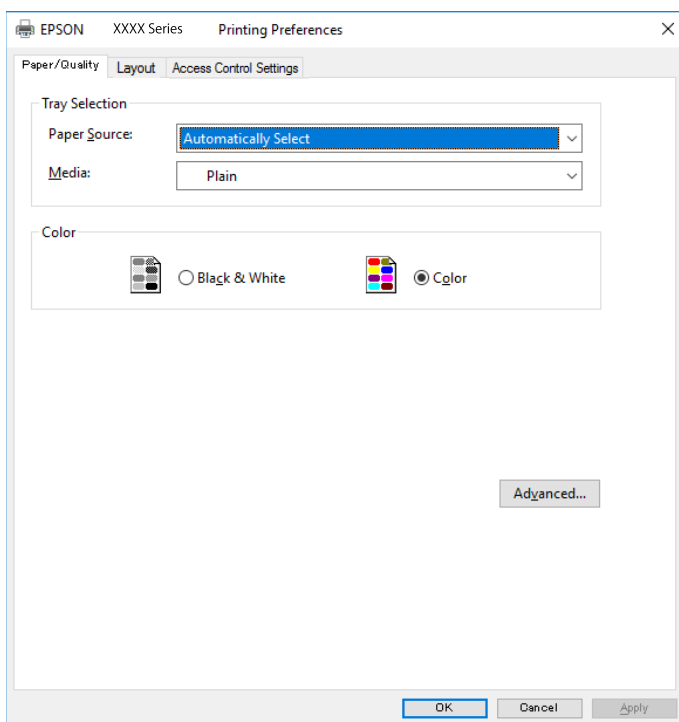 EPSON XXXX Series Printing Preferences
Paper/Quality Layout Access Control Settings
Tray Selection
Paper Source: Automatically Select
Media: Plain
Color
Black & White Color
Advanced...
OK Cancel Apply